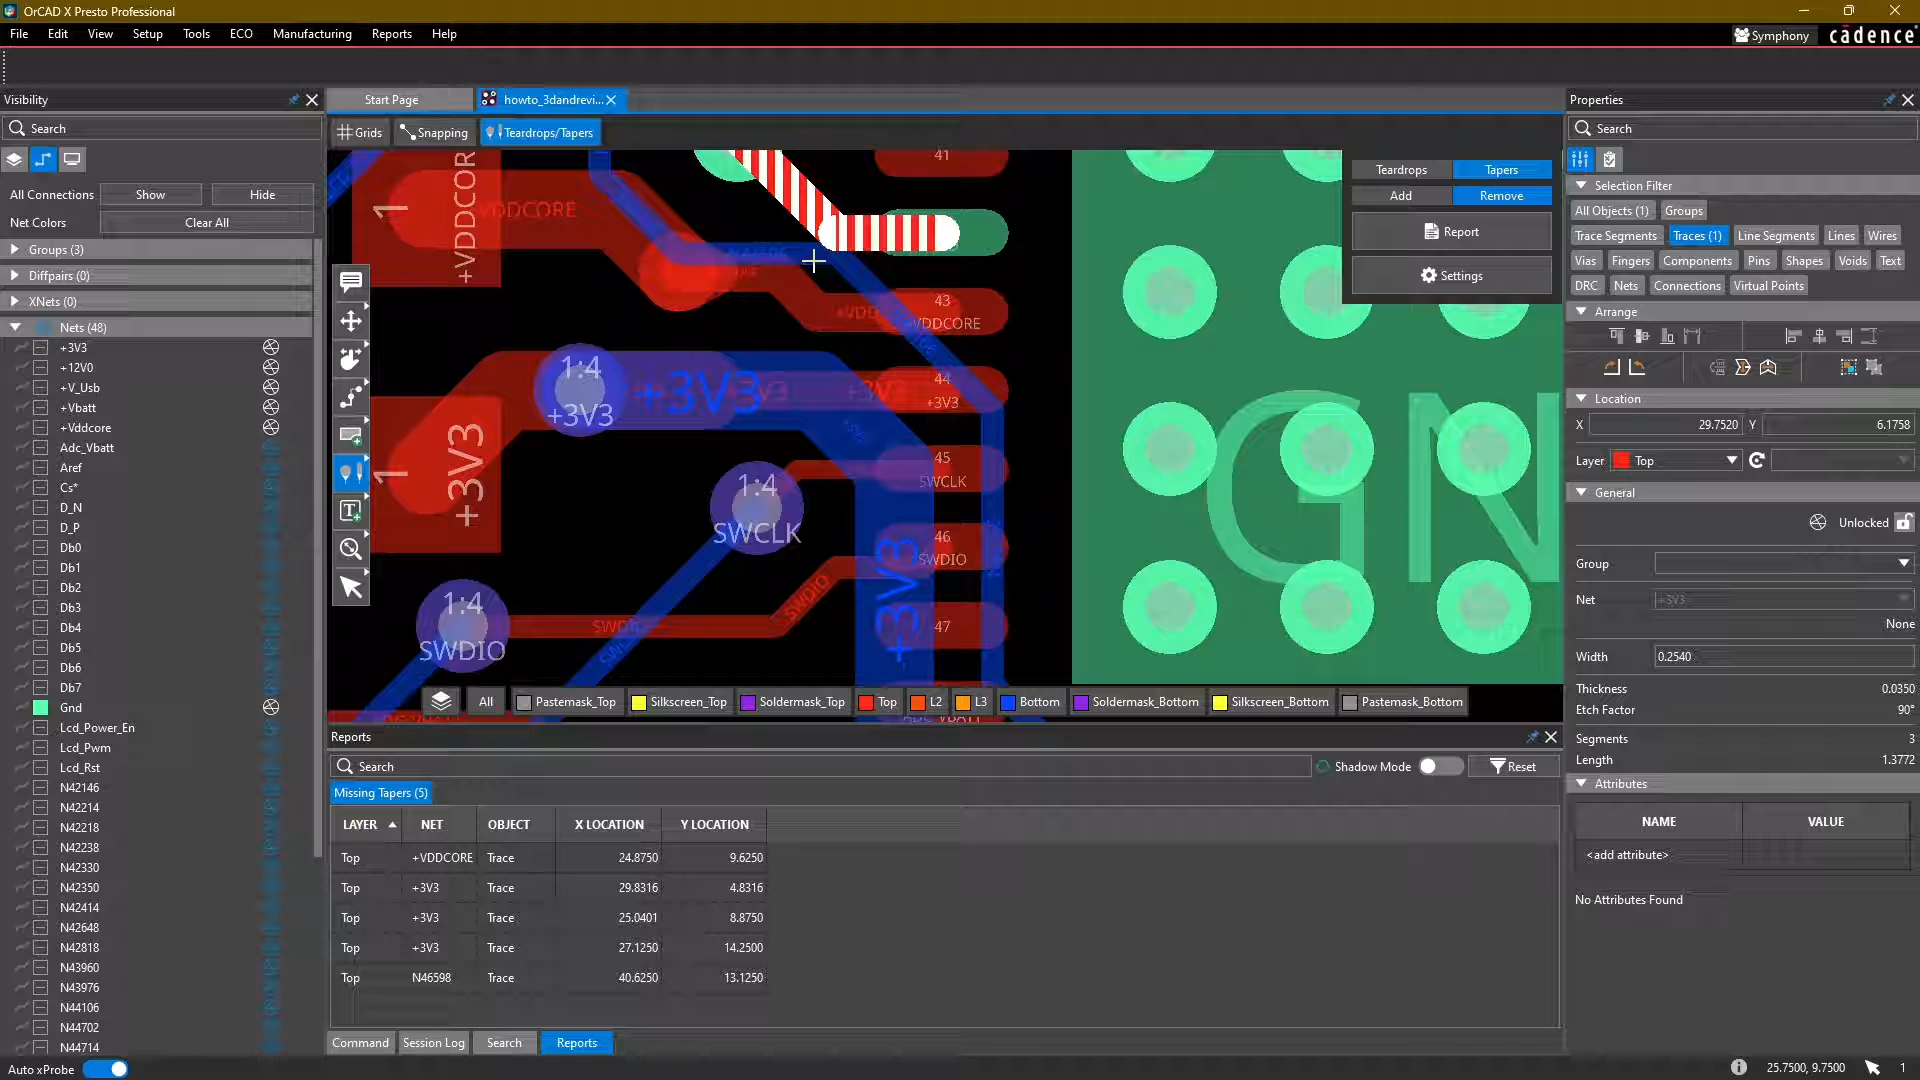 OrCAD X Presto Professional
File Edit View Setup Tools ECO Manufacturing Reports Help
Symphony cādence
Visibility
Search
All Connections Show Hide
Net Colors Clear All
Groups (3)
Diffpairs (0)
XNets (0)
Nets (48)
+3V3
+12V0
+V_Usb
+Vbatt
+Vddcore
Adc_Vbatt
Aref
Cs*
D_N
D_P
Db0
Db1
Db2
Db3
Db4
Db5
Db6
Db7
Gnd
Lcd_Power_En
Lcd_Pwm
Lcd_Rst
N42146
N42214
N42218
N42238
N42330
N42350
N42414
N42648
N42818
N43960
N43976
N44106
N44702
N44714
Auto xProbe
Start Page howto_3dandrevi...
Grids Snapping Teardrops/Tapers
Teardrops Tapers
Add Remove
Report
Settings
41
1
+VDDCORE
VDDCORE
43
VDDCORE
44
+3V3
1:4
+3V3
+3V3
1
+3V3
45
SWCLK
1:4
SWCLK
46
SWDIO
SWDIO
+3V3
1:4
SWDIO
47
GN
All Pastemask_Top Silkscreen_Top Soldermask_Top Top L2 L3 Bottom Soldermask_Bottom Silkscreen_Bottom Pastemask_Bottom
Reports
Search Shadow Mode Reset
Missing Tapers (5)
LAYER NET OBJECT X LOCATION Y LOCATION
Top +VDDCORE Trace 24.8750 9.6250
Top +3V3 Trace 29.8316 4.8316
Top +3V3 Trace 25.0401 8.8750
Top +3V3 Trace 27.1250 14.2500
Top N46598 Trace 40.6250 13.1250
Command Session Log Search Reports
Properties
Search
Selection Filter
All Objects (1) Groups
Trace Segments Traces (1) Line Segments Lines Wires
Vias Fingers Components Pins Shapes Voids Text
DRC Nets Connections Virtual Points
Arrange
Location
X 29.7520 Y 6.1758
Layer Top
General
Unlocked
Group
Net +3V3
None
Width 0.2540
Thickness 0.0350
Etch Factor 90°
Segments 3
Length 1.3772
Attributes
NAME VALUE
<add attribute>
No Attributes Found
25.7500, 9.7500 1